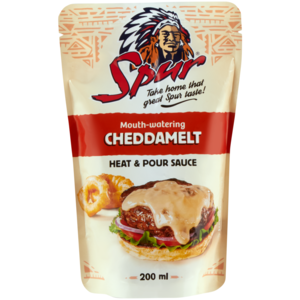 Spur
Take home that
great Spur taste!
Mouth-watering
CHEDDAMELT
HEAT & POUR SAUCE
200 ml